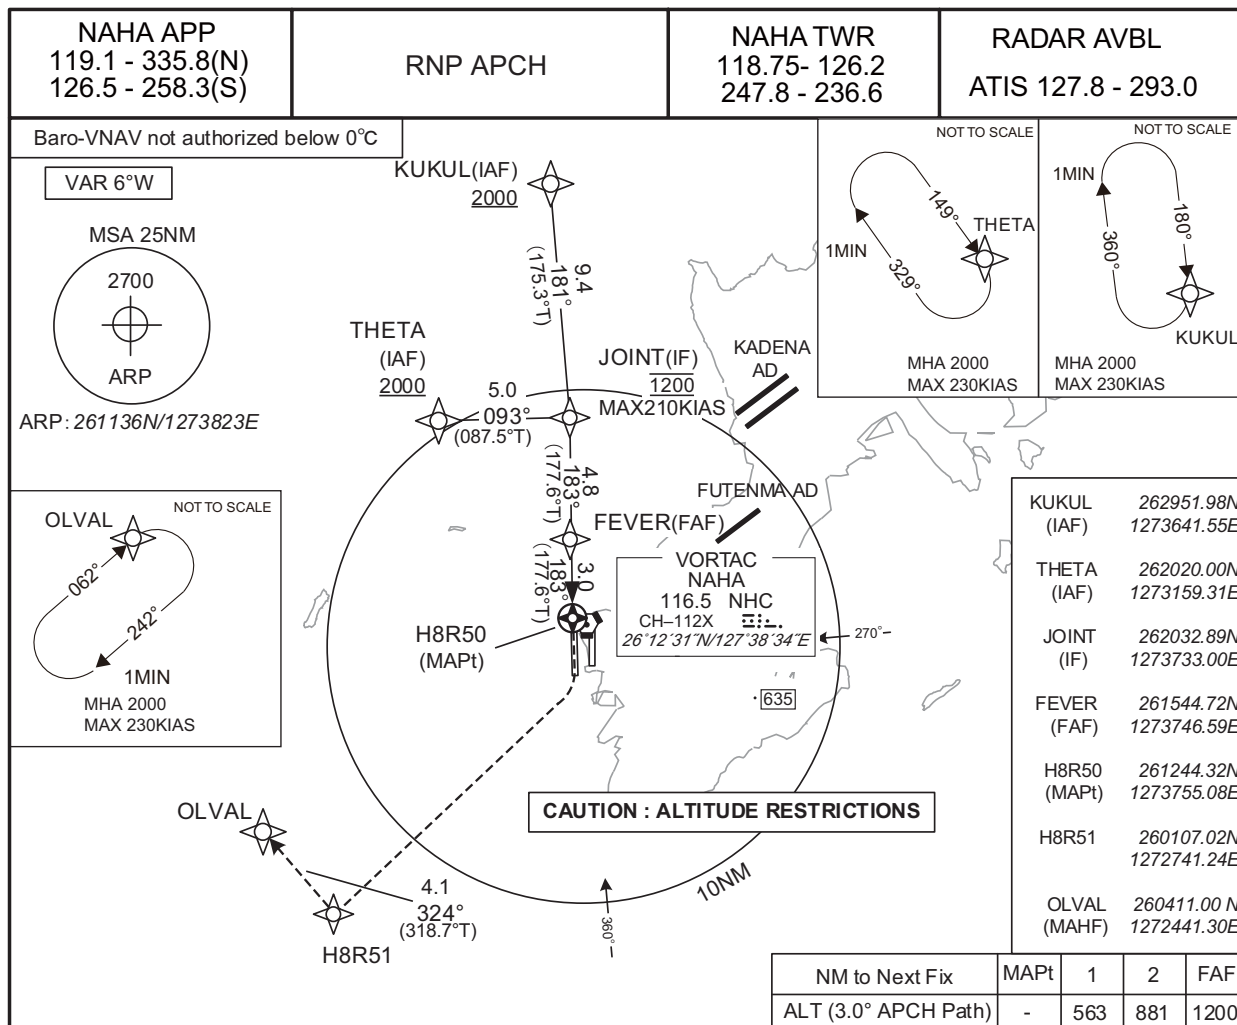 NAHA APP
119.1 - 335.8(N)
126.5 - 258.3(S)
RNP APCH
NAHA TWR
118.75- 126.2
247.8 - 236.6
RADAR AVBL
ATIS 127.8 - 293.0
Baro-VNAV not authorized below 0°C
VAR 6°W
MSA 25NM
2700
ARP
ARP: 261136N/1273823E
KUKUL(IAF)
2000
9.4
181°
(175.3°T)
THETA
(IAF)
2000
5.0
093°
(087.5°T)
JOINT(IF)
1200
MAX210KIAS
KADENA
AD
4.8
183°
(177.6°T)
FUTENMA AD
FEVER(FAF)
3.0
183°
(177.6°T)
VORTAC
NAHA
116.5 NHC
CH–112X
26°12′31″N/127°38′34″E
270°
H8R50
(MAPt)
635
CAUTION : ALTITUDE RESTRICTIONS
10NM
360°
OLVAL
4.1
324°
(318.7°T)
H8R51
NOT TO SCALE
149°
THETA
1MIN
329°
MHA 2000
MAX 230KIAS
NOT TO SCALE
1MIN
180°
360°
KUKUL
MHA 2000
MAX 230KIAS
NOT TO SCALE
OLVAL
062°
242°
1MIN
MHA 2000
MAX 230KIAS
KUKUL 262951.98N
(IAF) 1273641.55E
THETA 262020.00N
(IAF) 1273159.31E
JOINT 262032.89N
(IF) 1273733.00E
FEVER 261544.72N
(FAF) 1273746.59E
H8R50 261244.32N
(MAPt) 1273755.08E
H8R51 260107.02N
1272741.24E
OLVAL 260411.00 N
(MAHF) 1272441.30E
NM to Next Fix MAPt 1 2 FAF
ALT (3.0° APCH Path) - 563 881 1200